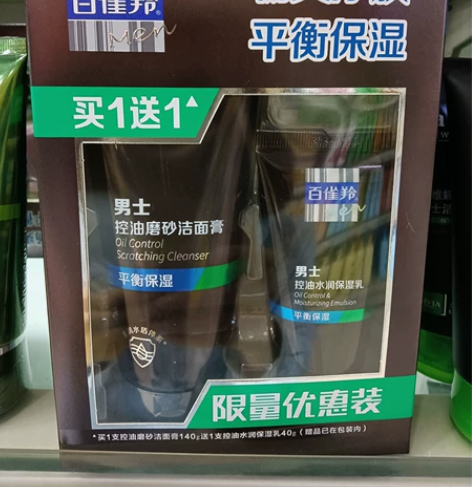 百雀羚®
Men
平衡保湿
买1送1▲
男士
控油磨砂洁面膏
Oil Control
Scratching Cleanser
平衡保湿
百雀羚
Men
男士
控油水润保湿乳
Oil Control &
Moisturizing Emulsion
平衡保湿
限量优惠装
▲买1支控油磨砂洁面膏140g送1支控油水润保湿乳40g（赠品已在包装内）